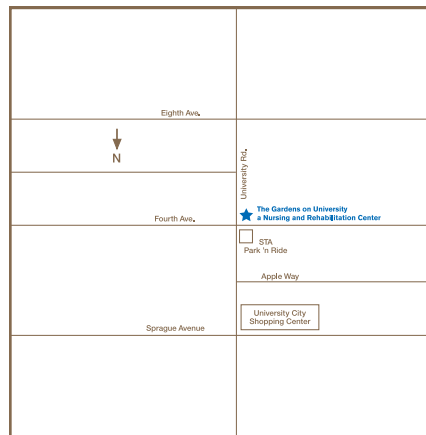 Eighth Ave.
N
University Rd.
The Gardens on University
a Nursing and Rehabilitation Center
Fourth Ave.
STA
Park 'n Ride
Apple Way
University City
Shopping Center
Sprague Avenue